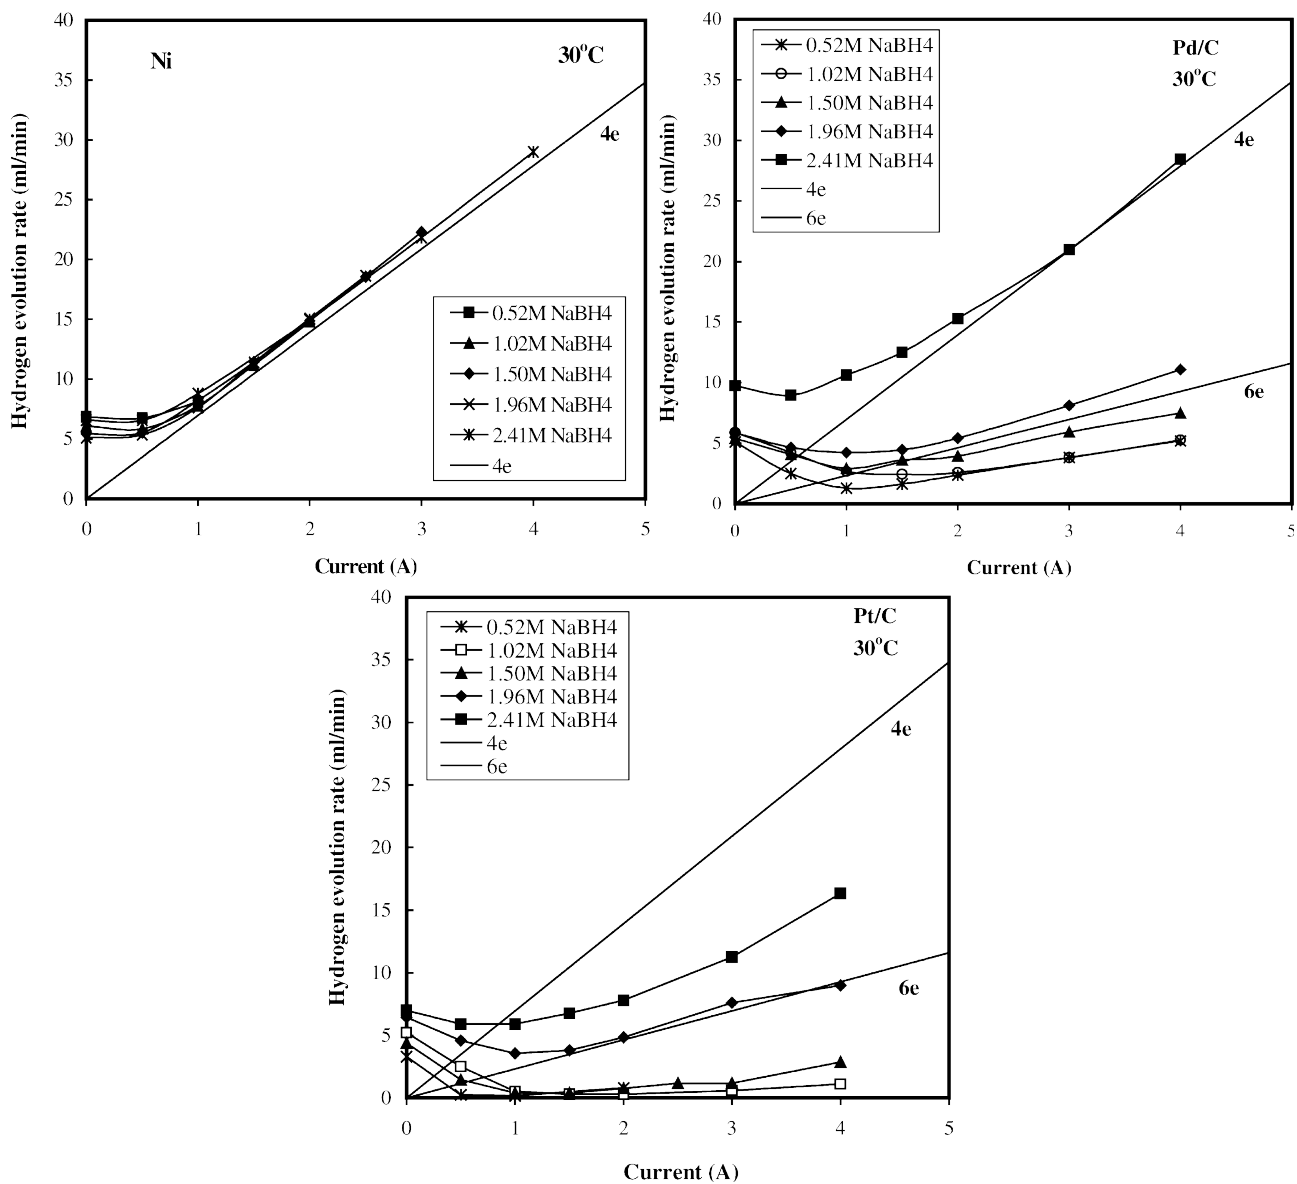 Ni
30°C
4e
Hydrogen evolution rate (ml/min)
40
35
30
25
20
15
10
5
0
0.52M NaBH4
1.02M NaBH4
1.50M NaBH4
1.96M NaBH4
2.41M NaBH4
4e
0 1 2 3 4 5
Current (A)
Pd/C
30°C
4e
6e
Hydrogen evolution rate (ml/min)
40
35
30
25
20
15
10
5
0
0.52M NaBH4
1.02M NaBH4
1.50M NaBH4
1.96M NaBH4
2.41M NaBH4
4e
6e
0 1 2 3 4 5
Current (A)
Pt/C
30°C
4e
6e
Hydrogen evolution rate (ml/min)
40
35
30
25
20
15
10
5
0
0.52M NaBH4
1.02M NaBH4
1.50M NaBH4
1.96M NaBH4
2.41M NaBH4
4e
6e
0 1 2 3 4 5
Current (A)